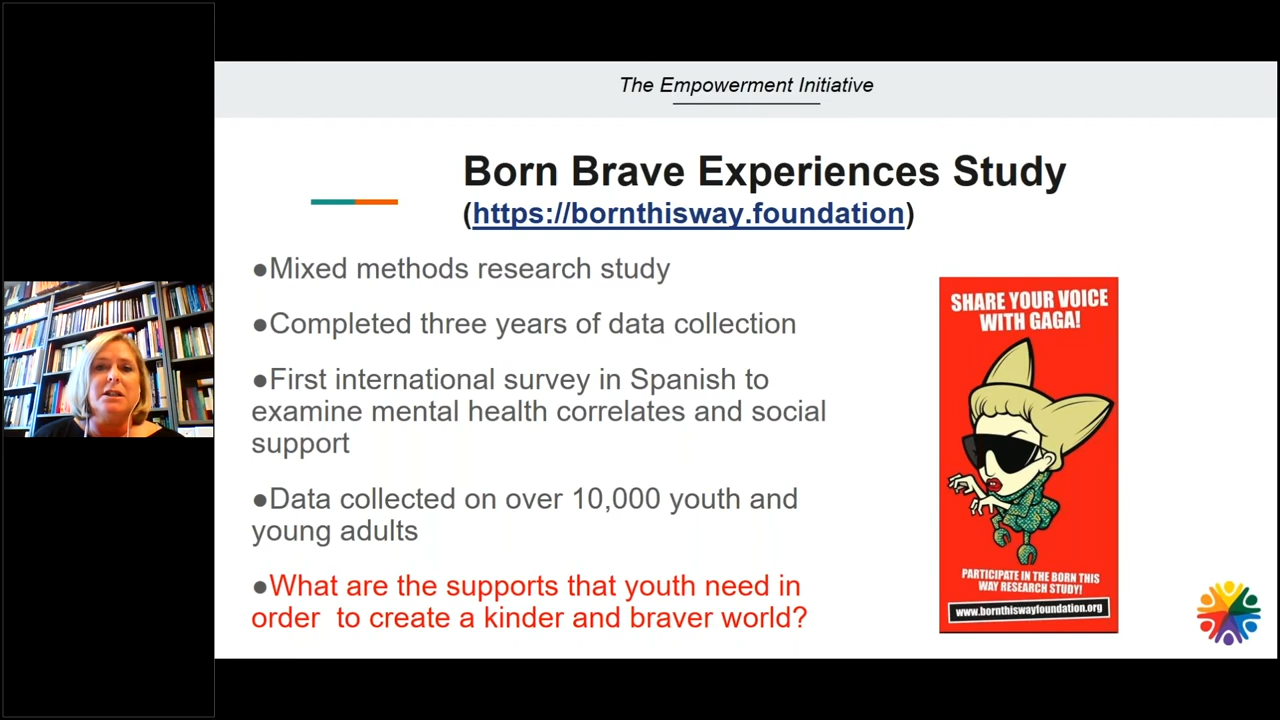 The Empowerment Initiative
Born Brave Experiences Study
(https://bornthisway.foundation)
●Mixed methods research study
●Completed three years of data collection
●First international survey in Spanish to
examine mental health correlates and social
support
●Data collected on over 10,000 youth and
young adults
●What are the supports that youth need in
order to create a kinder and braver world?
SHARE YOUR VOICE
WITH GAGA!
PARTICIPATE IN THE BORN THIS
WAY RESEARCH STUDY!
www.bornthiswayfoundation.org